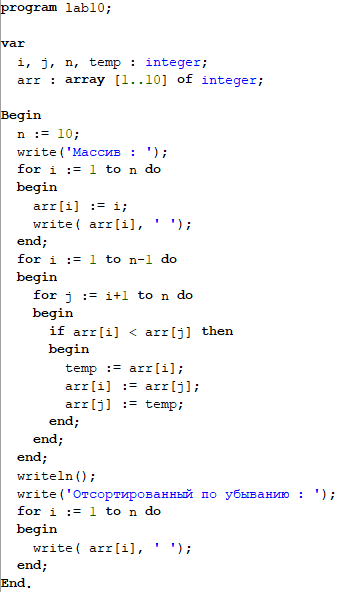 program lab10;
var
i, j, n, temp : integer;
arr : array [1..10] of integer;
Begin
n := 10;
write('Массив : ');
for i := 1 to n do
begin
arr[i] := i;
write( arr[i], ' ');
end;
for i := 1 to n-1 do
begin
for j := i+1 to n do
begin
if arr[i] < arr[j] then
begin
temp := arr[i];
arr[i] := arr[j];
arr[j] := temp;
end;
end;
end;
writeln();
write('Отсортированный по убыванию : ');
for i := 1 to n do
begin
write( arr[i], ' ');
end;
End.